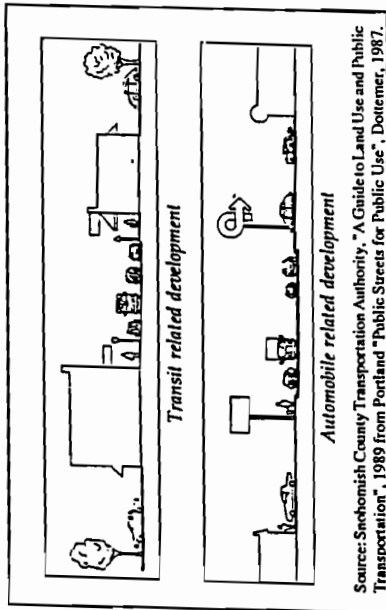 Transit related development
Automobile related development
Source: Snohomish County Transportation Authority, "A Guide to Land Use and Public
Transportation", 1989 from Portland "Public Streets for Public Use", Dottemer, 1987.